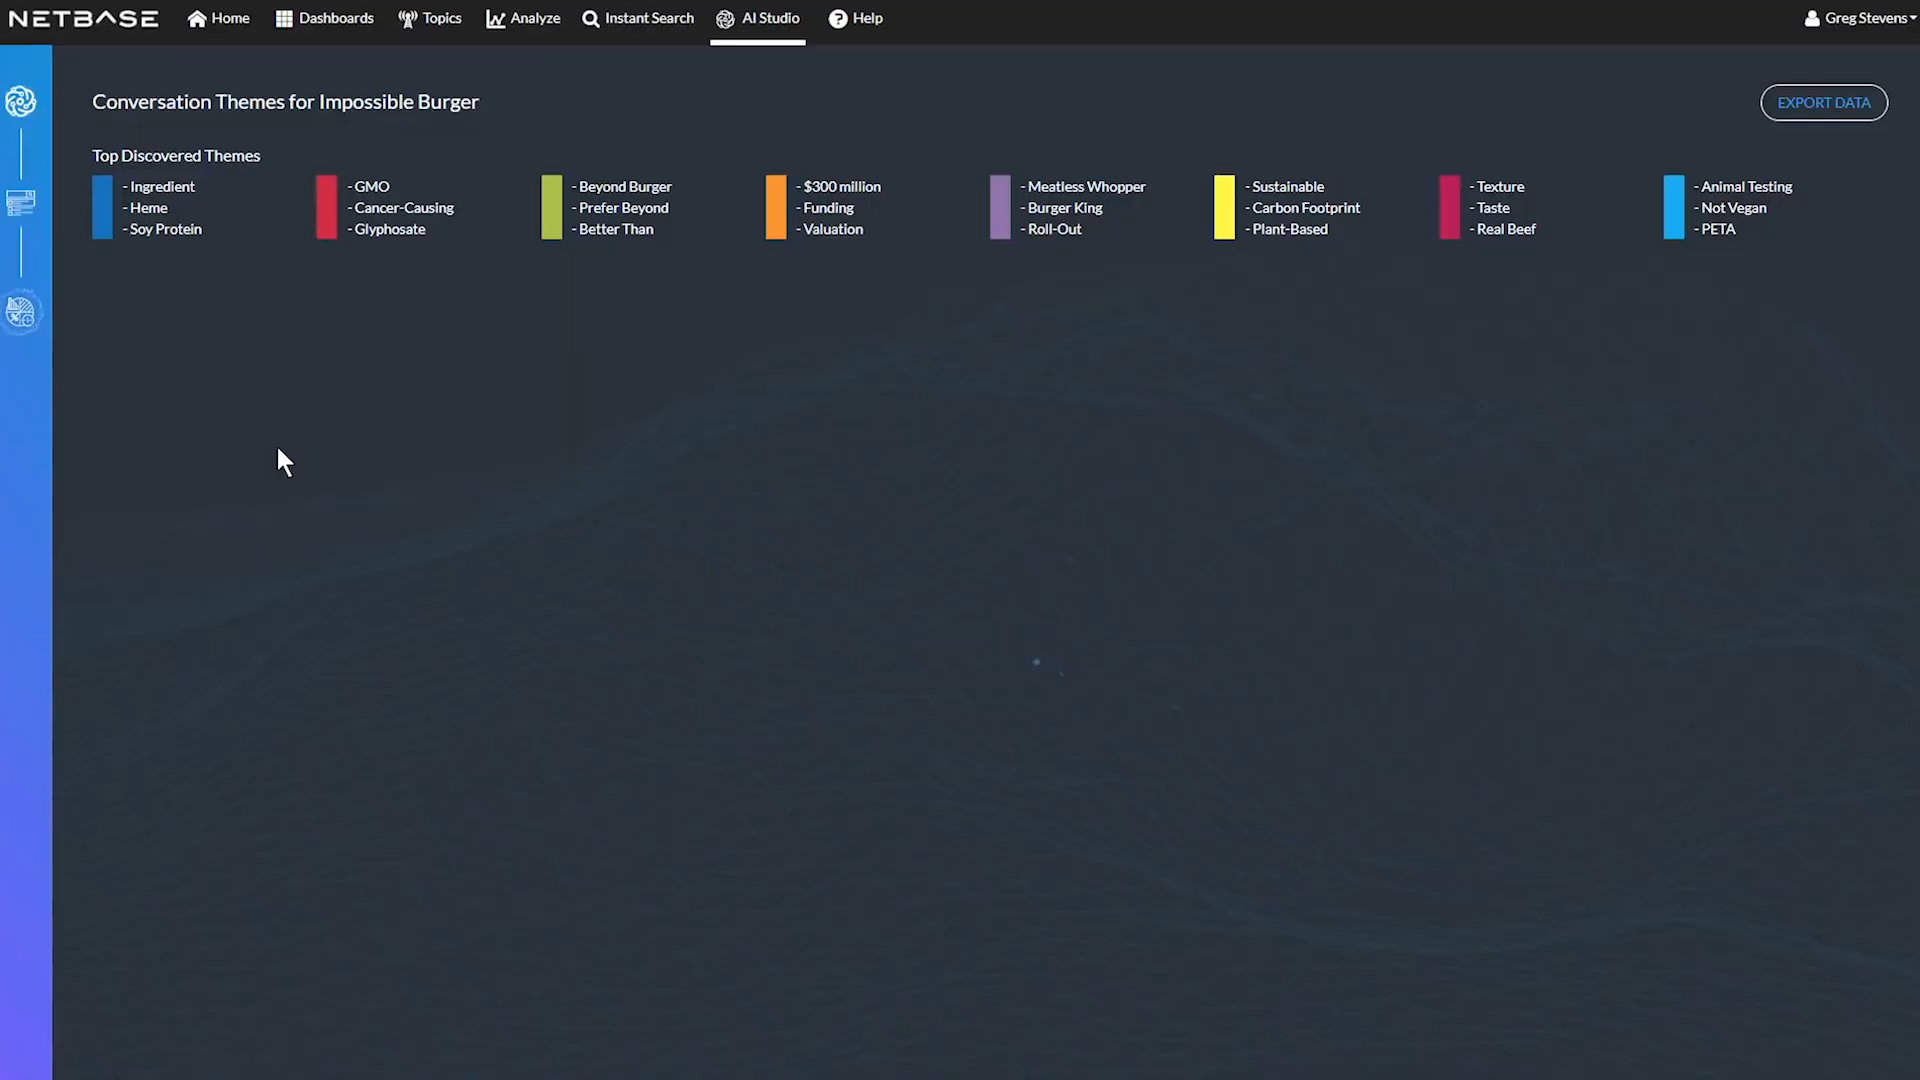 NETBASE Home Dashboards Topics Analyze Instant Search AI Studio Help Greg Stevens
Conversation Themes for Impossible Burger
EXPORT DATA
Top Discovered Themes
- Ingredient
- Heme
- Soy Protein
- GMO
- Cancer-Causing
- Glyphosate
- Beyond Burger
- Prefer Beyond
- Better Than
- $300 million
- Funding
- Valuation
- Meatless Whopper
- Burger King
- Roll-Out
- Sustainable
- Carbon Footprint
- Plant-Based
- Texture
- Taste
- Real Beef
- Animal Testing
- Not Vegan
- PETA